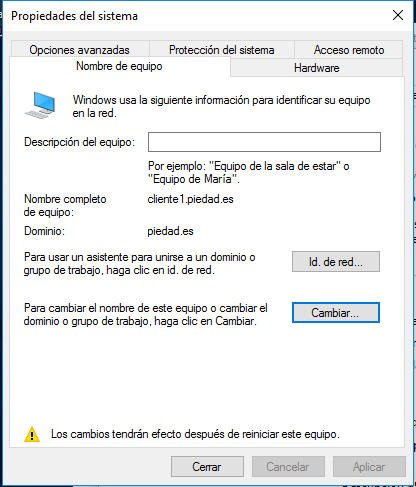 Propiedades del sistema
Opciones avanzadas Protección del sistema Acceso remoto
Nombre de equipo Hardware
Windows usa la siguiente información para identificar su equipo
en la red.
Descripción del equipo:
Por ejemplo: "Equipo de la sala de estar" o
"Equipo de María".
Nombre completo
de equipo:
cliente1.piedad.es
Dominio: piedad.es
Para usar un asistente para unirse a un dominio o
grupo de trabajo, haga clic en id. de red.
Id. de red...
Para cambiar el nombre de este equipo o cambiar el
dominio o grupo de trabajo, haga clic en Cambiar.
Cambiar...
Los cambios tendrán efecto después de reiniciar este equipo.
Cerrar Cancelar Aplicar